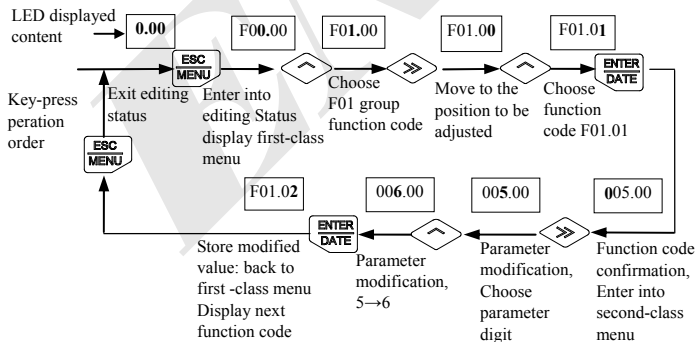 LED displayed
content
0.00
F00.00
F01.00
F01.00
F01.01
ESC
MENU
ENTER
DATE
Key-press
peration
order
Exit editing
status
Enter into
editing Status
display first-class
menu
Choose
F01 group
function code
Move to the
position to be
adjusted
Choose
function
code F01.01
ESC
MENU
F01.02
006.00
005.00
005.00
ENTER
DATE
Store modified
value: back to
first -class menu
Display next
function code
Parameter
modification,
5→6
Parameter
modification,
Choose
parameter
digit
Function code
confirmation,
Enter into
second-class
menu